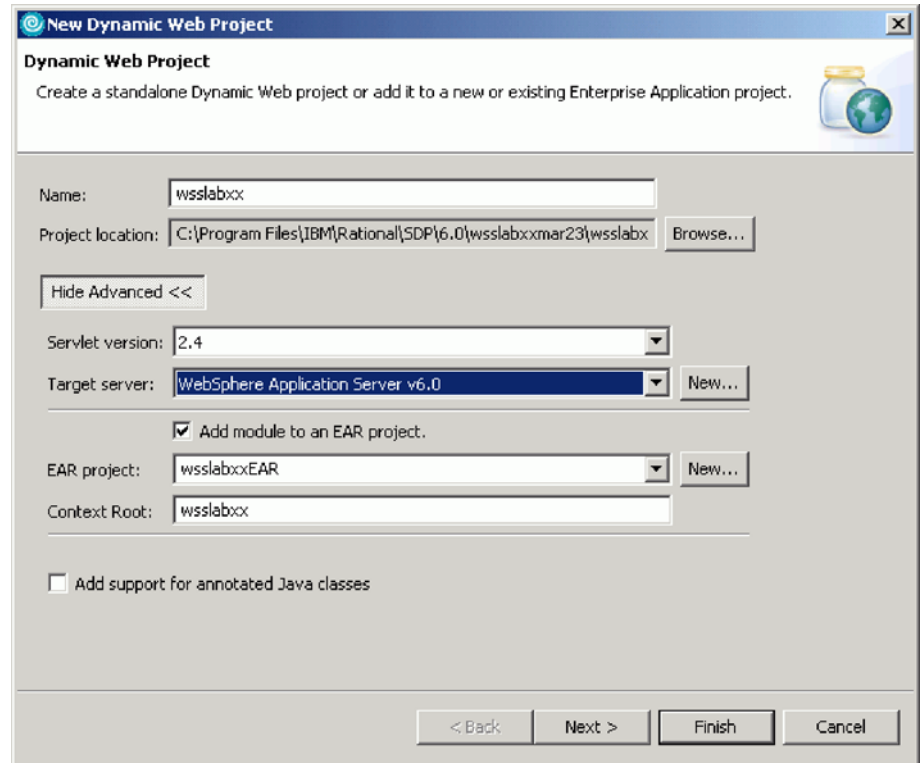 New Dynamic Web Project
Dynamic Web Project
Create a standalone Dynamic Web project or add it to a new or existing Enterprise Application project.
Name: wsslabxx
Project location: C:\Program Files\IBM\Rational\SDP\6.0\wsslabxxmar23\wsslabx Browse...
Hide Advanced <<
Servlet version: 2.4
Target server: WebSphere Application Server v6.0 New...
Add module to an EAR project.
EAR project: wsslabxxEAR New...
Context Root: wsslabxx
Add support for annotated Java classes
< Back Next > Finish Cancel